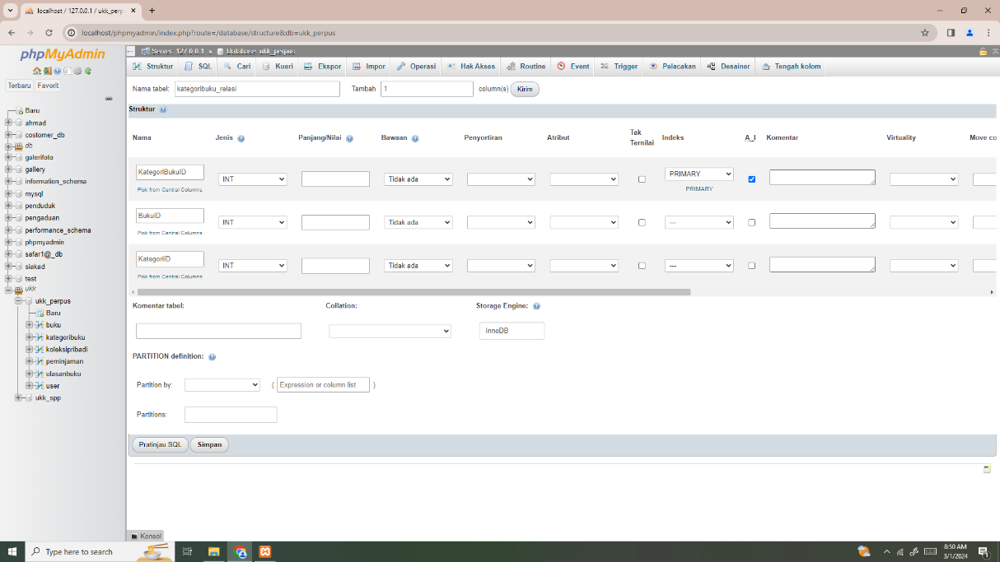 localhost / 127.0.0.1 / ukk_perp
localhost/phpmyadmin/index.php?route=/database/structure&db=ukk_perpus
phpMyAdmin
Terbaru Favorit
Baru
ahmad
costomer_db
db
galerifoto
gallery
information_schema
mysql
penduduk
pengaduan
performance_schema
phpmyadmin
safar1@_db
siakad
test
ukk
ukk_perpus
Baru
buku
kategoribuku
koleksipribadi
peminjaman
ulasanbuku
user
ukk_spp
Server: 127.0.0.1 » Database: ukk_perpus
Struktur SQL Cari Kueri Ekspor Impor Operasi Hak Akses Routine Event Trigger Pelacakan Desainer Tengah kolom
Nama tabel: kategoribuku_relasi Tambah 1 column(s) Kirim
Struktur
Nama Jenis Panjang/Nilai Bawaan Penyortiran Atribut Tak Ternilai Indeks A_I Komentar Virtuality Move co
KategoriBukuID INT Tidak ada PRIMARY
Pick from Central Columns PRIMARY
BukuID INT Tidak ada ---
Pick from Central Columns
KategoriID INT Tidak ada ---
Pick from Central Columns
Komentar tabel: Collation: Storage Engine:
InnoDB
PARTITION definition:
Partition by: ( Expression or column list )
Partitions:
Pratinjau SQL Simpan
Konsol
Type here to search
8:50 AM
3/1/2024
1